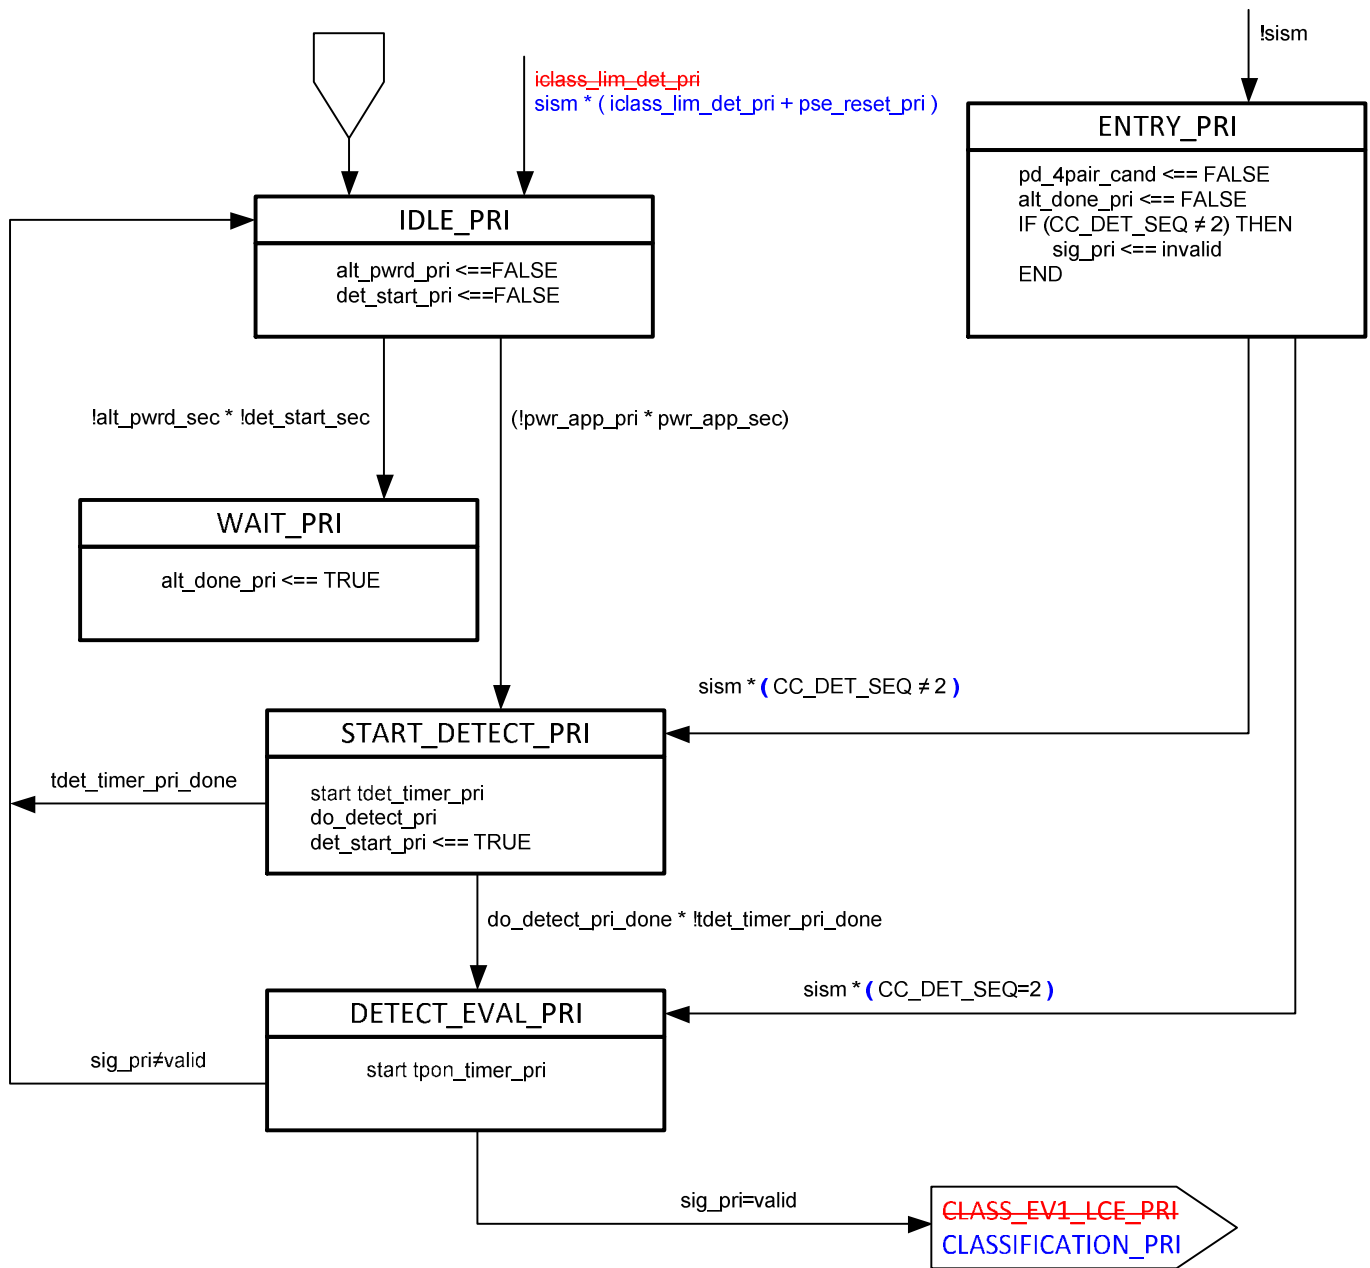 !sism
iclass_lim_det_pri
sism * ( iclass_lim_det_pri + pse_reset_pri )
ENTRY_PRI
pd_4pair_cand <== FALSE
alt_done_pri <== FALSE
IF (CC_DET_SEQ ≠ 2) THEN
sig_pri <== invalid
END
IDLE_PRI
alt_pwrd_pri <==FALSE
det_start_pri <==FALSE
!alt_pwrd_sec * !det_start_sec
(!pwr_app_pri * pwr_app_sec)
WAIT_PRI
alt_done_pri <== TRUE
sism * ( CC_DET_SEQ ≠ 2 )
START_DETECT_PRI
start tdet_timer_pri
do_detect_pri
det_start_pri <== TRUE
tdet_timer_pri_done
do_detect_pri_done * !tdet_timer_pri_done
sism * ( CC_DET_SEQ=2 )
DETECT_EVAL_PRI
start tpon_timer_pri
sig_pri≠valid
sig_pri=valid
CLASS_EV1_LCE_PRI
CLASSIFICATION_PRI